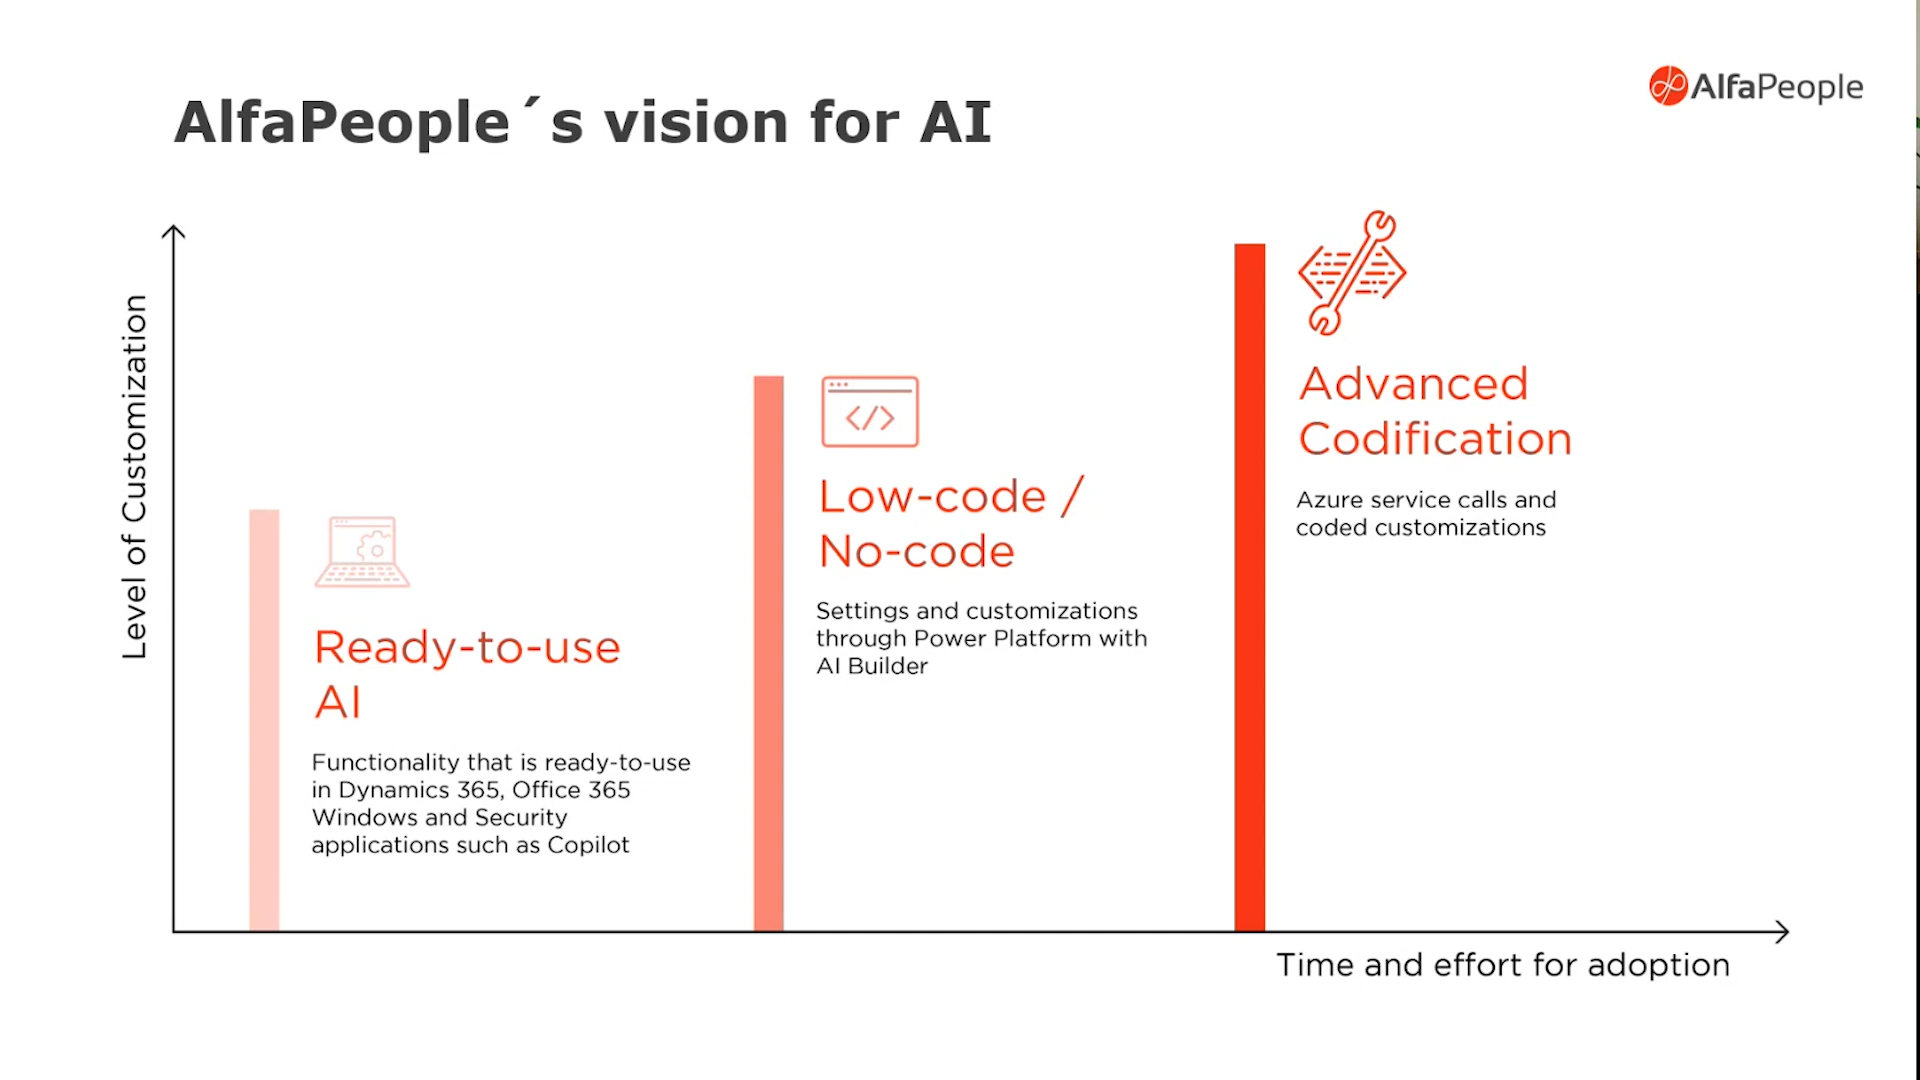 AlfaPeople
AlfaPeople´s vision for AI
Level of Customization
Ready-to-use
AI
Functionality that is ready-to-use
in Dynamics 365, Office 365
Windows and Security
applications such as Copilot
</>
Low-code /
No-code
Settings and customizations
through Power Platform with
AI Builder
Advanced
Codification
Azure service calls and
coded customizations
Time and effort for adoption